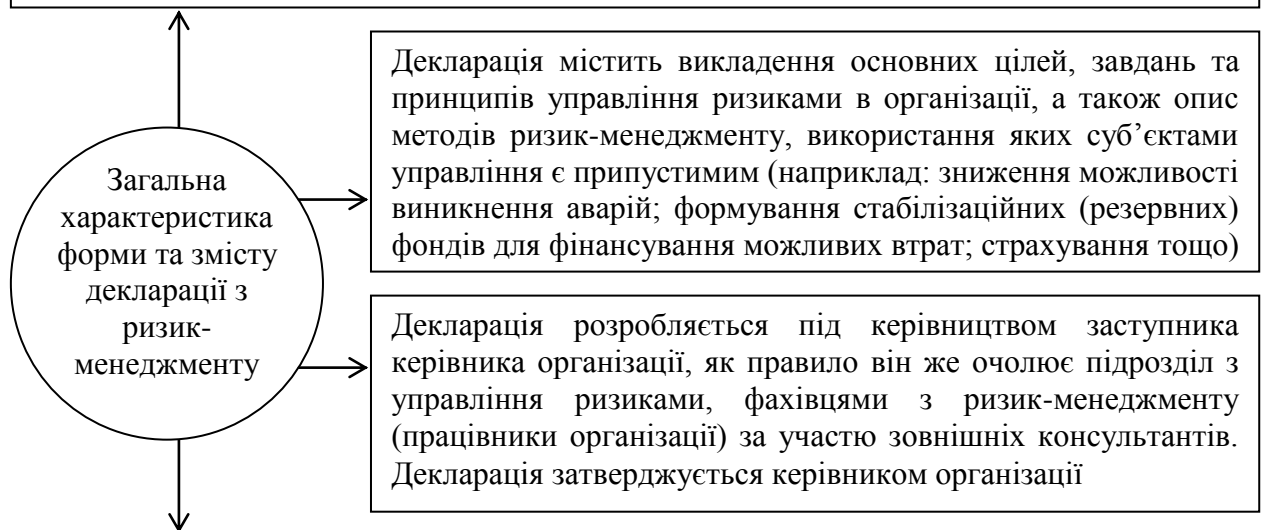 Декларація містить викладення основних цілей, завдань та
принципів управління ризиками в організації, а також опис
методів ризик-менеджменту, використання яких суб’єктами
управління є припустимим (наприклад: зниження можливості
виникнення аварій; формування стабілізаційних (резервних)
фондів для фінансування можливих втрат; страхування тощо)
Загальна
характеристика
форми та змісту
декларації з
ризик-
менеджменту
Декларація розробляється під керівництвом заступника
керівника організації, як правило він же очолює підрозділ з
управління ризиками, фахівцями з ризик-менеджменту
(працівники організації) за участю зовнішніх консультантів.
Декларація затверджується керівником організації